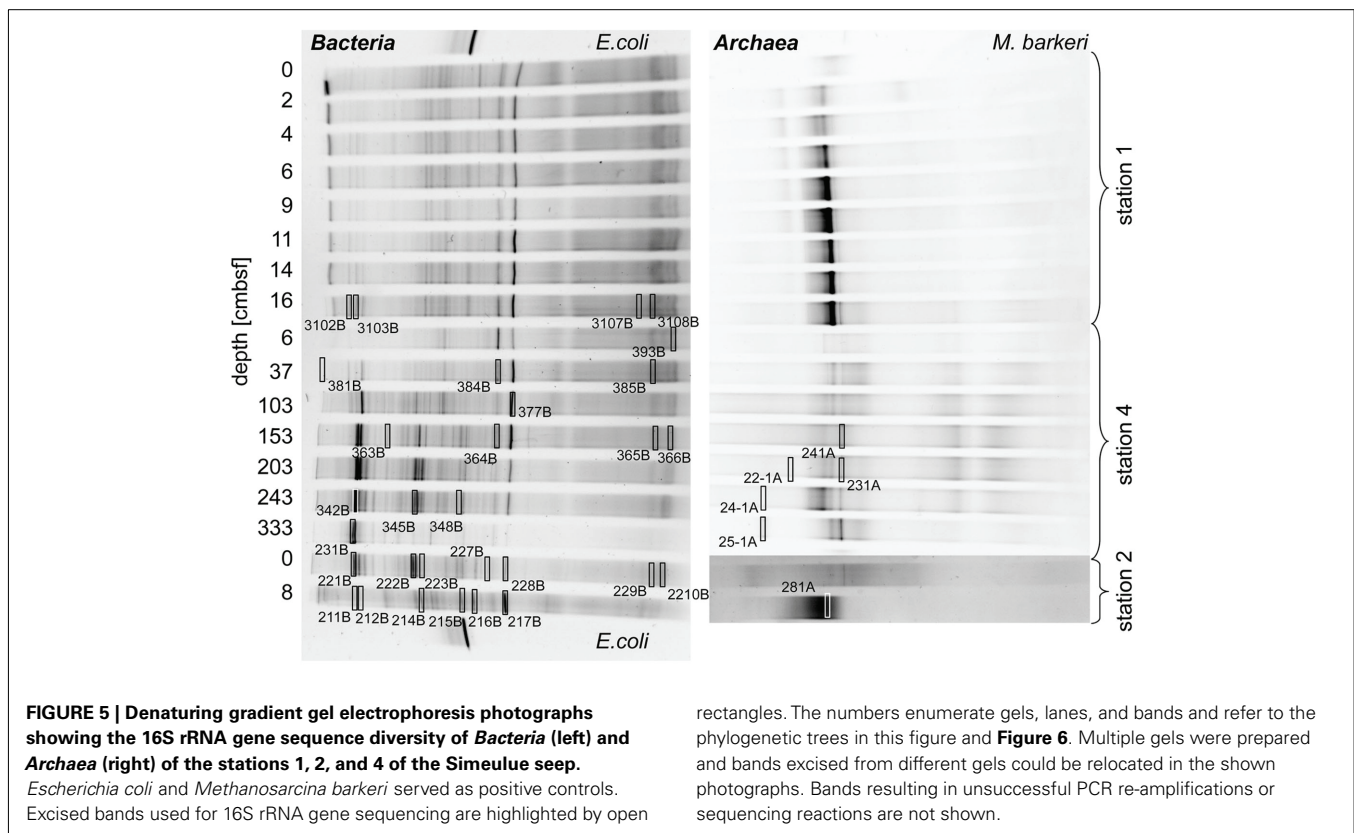 Bacteria E.coli
Archaea M. barkeri
depth [cmbsf]
0
2
4
6
9
11
14
16
3102B 3103B 3107B 3108B
6
393B
37
381B 384B 385B
103
377B
153
363B 364B 365B 366B
203
243
342B 345B 348B
333
231B 227B
0
221B 222B 223B 228B 229B 2210B
8
211B 212B 214B 215B 216B 217B
E.coli
241A
22-1A 231A
24-1A
25-1A
281A
station 1
station 4
station 2
FIGURE 5 | Denaturing gradient gel electrophoresis photographs
showing the 16S rRNA gene sequence diversity of Bacteria (left) and
Archaea (right) of the stations 1, 2, and 4 of the Simeulue seep.
Escherichia coli and Methanosarcina barkeri served as positive controls.
Excised bands used for 16S rRNA gene sequencing are highlighted by open
rectangles. The numbers enumerate gels, lanes, and bands and refer to the
phylogenetic trees in this figure and Figure 6. Multiple gels were prepared
and bands excised from different gels could be relocated in the shown
photographs. Bands resulting in unsuccessful PCR re-amplifications or
sequencing reactions are not shown.